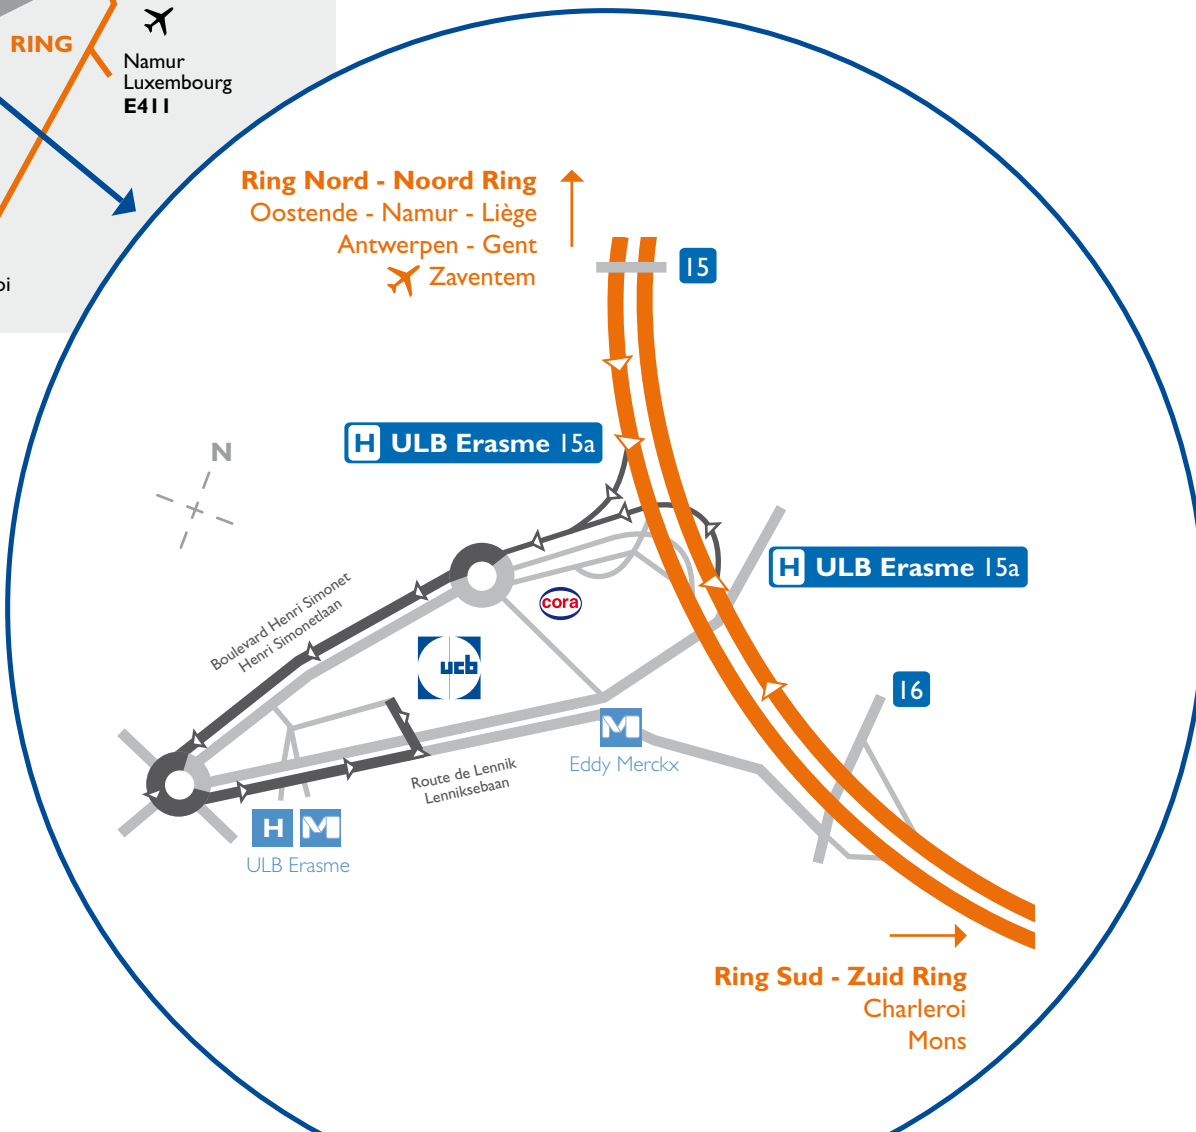 RING
Namur
Luxembourg
E411
Ring Nord - Noord Ring
Oostende - Namur - Liège
Antwerpen - Gent
Zaventem
oi
15
H ULB Erasme 15a
N
H ULB Erasme 15a
Boulevard Henri Simonet
Henri Simonetlaan
cora
ucb
16
M
Eddy Merckx
Route de Lennik
Lenniksebaan
H M
ULB Erasme
Ring Sud - Zuid Ring
Charleroi
Mons